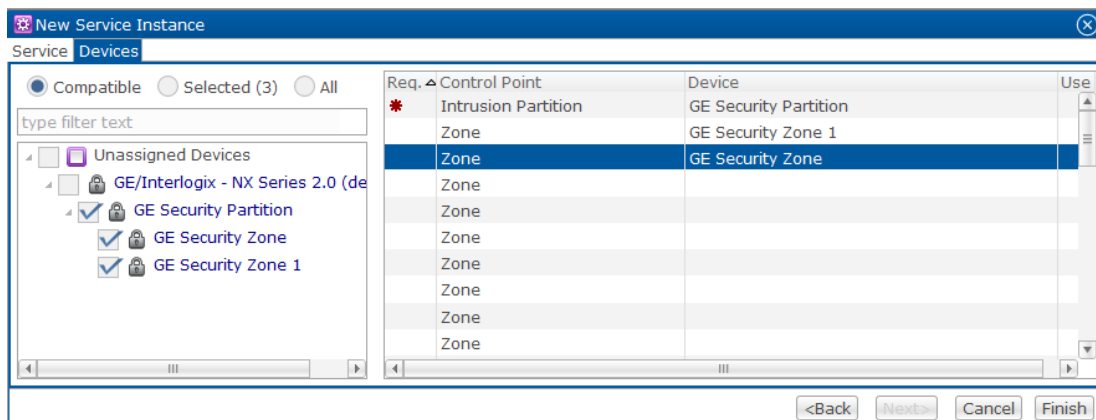 New Service Instance
Service Devices
Compatible Selected (3) All
type filter text
Unassigned Devices
GE/Interlogix - NX Series 2.0 (de
GE Security Partition
GE Security Zone
GE Security Zone 1
Req. Control Point Device Use
Intrusion Partition GE Security Partition
Zone GE Security Zone 1
Zone GE Security Zone
Zone
Zone
Zone
Zone
Zone
Zone
Zone
<Back Next> Cancel Finish